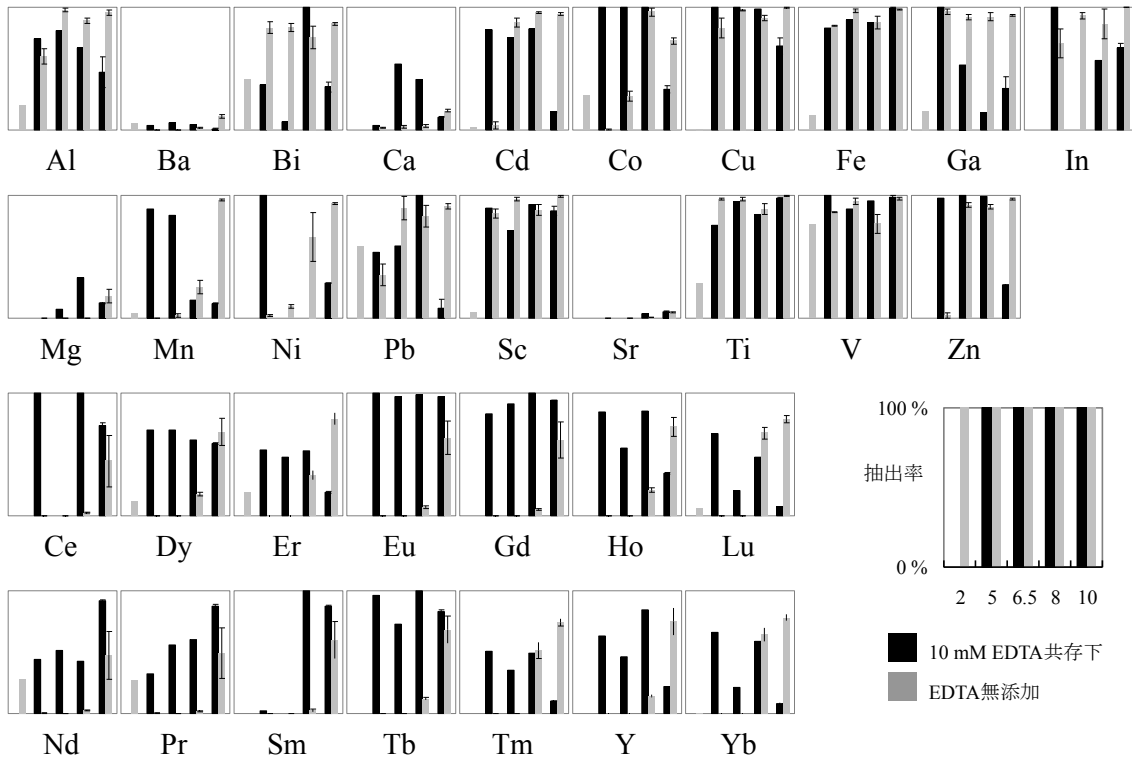 Al Ba Bi Ca Cd Co Cu Fe Ga In
Mg Mn Ni Pb Sc Sr Ti V Zn
Ce Dy Er Eu Gd Ho Lu
Nd Pr Sm Tb Tm Y Yb
100 %
抽出率
0 %
2 5 6.5 8 10
10 mM EDTA共存下
EDTA無添加